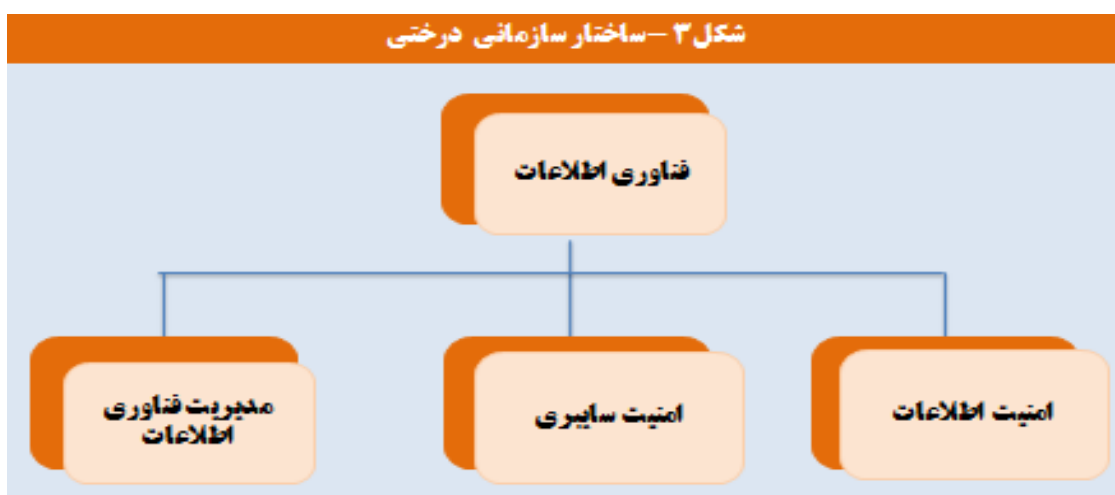 شکل۳ –ساختار سازمانی درختی
فناوری اطلاعات
امنیت اطلاعات
امنیت سایبری
مدیریت فناوری
اطلاعات